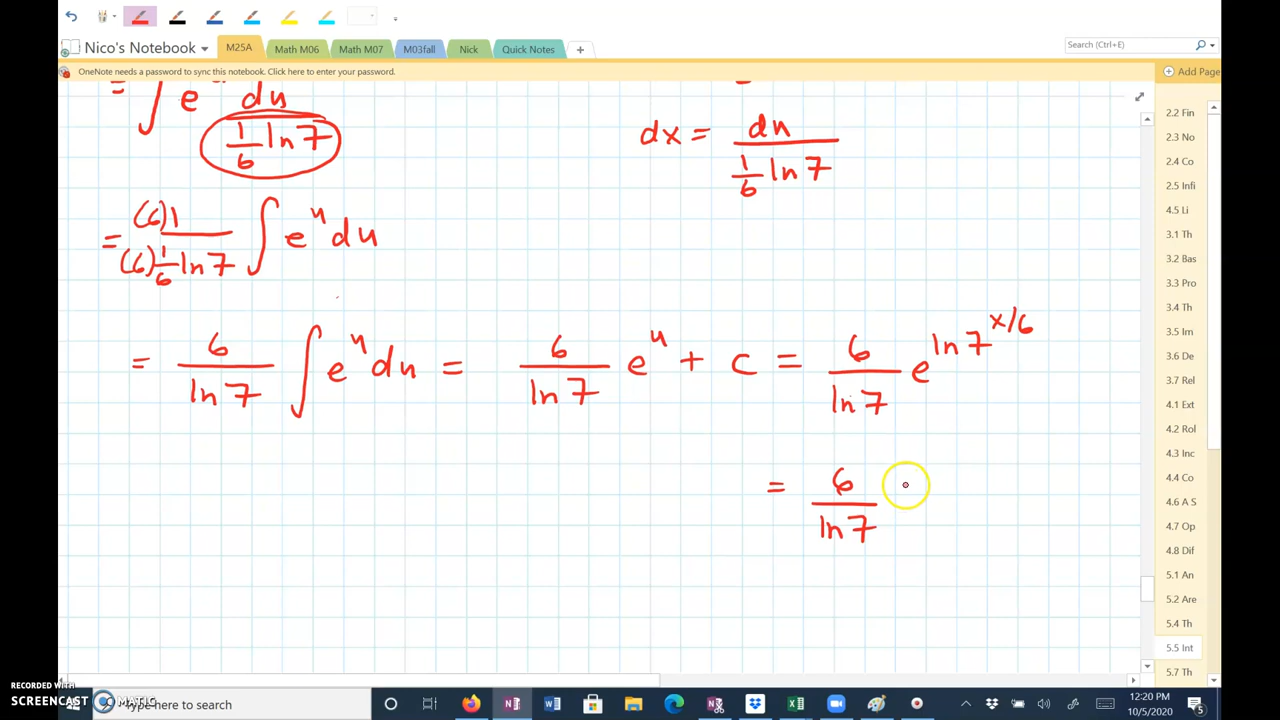 Nico's Notebook
M25A
Math M06
Math M07
M03fall
Nick
Quick Notes
Search (Ctrl+E)
OneNote needs a password to sync this notebook. Click here to enter your password.
Add Page
= ∫ e du / (1/6 ln 7)
dx = du / (1/6 ln 7)
= (6)1 / ((6) 1/6 ln 7) ∫ e^u du
= 6 / ln 7 ∫ e^u du = 6 / ln 7 e^u + c = 6 / ln 7 e^(ln 7^(x/6))
= 6 / ln 7
2.2 Fin
2.3 No
2.4 Co
2.5 Infi
4.5 Li
3.1 Th
3.2 Bas
3.3 Pro
3.4 Th
3.5 Im
3.6 De
3.7 Rel
4.1 Ext
4.2 Rol
4.3 Inc
4.4 Co
4.6 A S
4.7 Op
4.8 Dif
5.1 An
5.2 Are
5.4 Th
5.5 Int
5.7 Th
RECORDED WITH
SCREENCAST MATIC
Type here to search
12:20 PM
10/5/2020